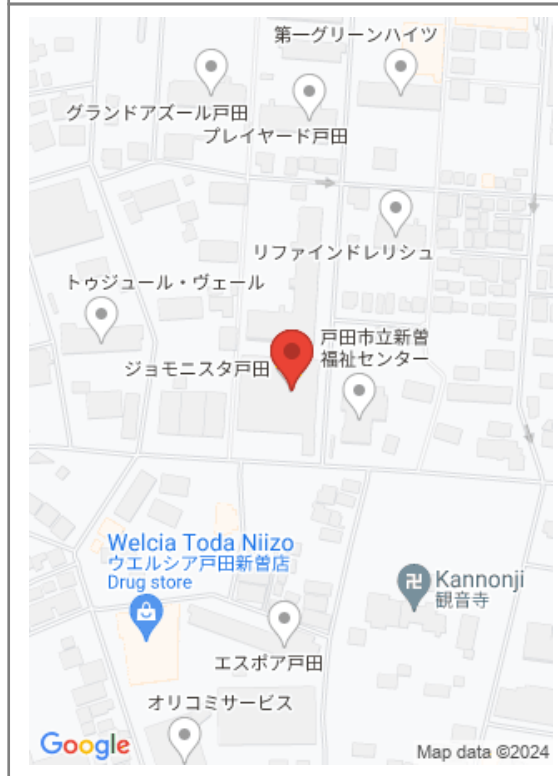 第一グリーンハイツ
グランドアズール戸田
プレイヤード戸田
リファインドレリシュ
トゥジュール・ヴェール
戸田市立新曽
福祉センター
ジョモニスタ戸田
Welcia Toda Niizo
ウエルシア戸田新曽店
Drug store
Kannonji
観音寺
エスポア戸田
オリコミサービス
Google
Map data ©2024